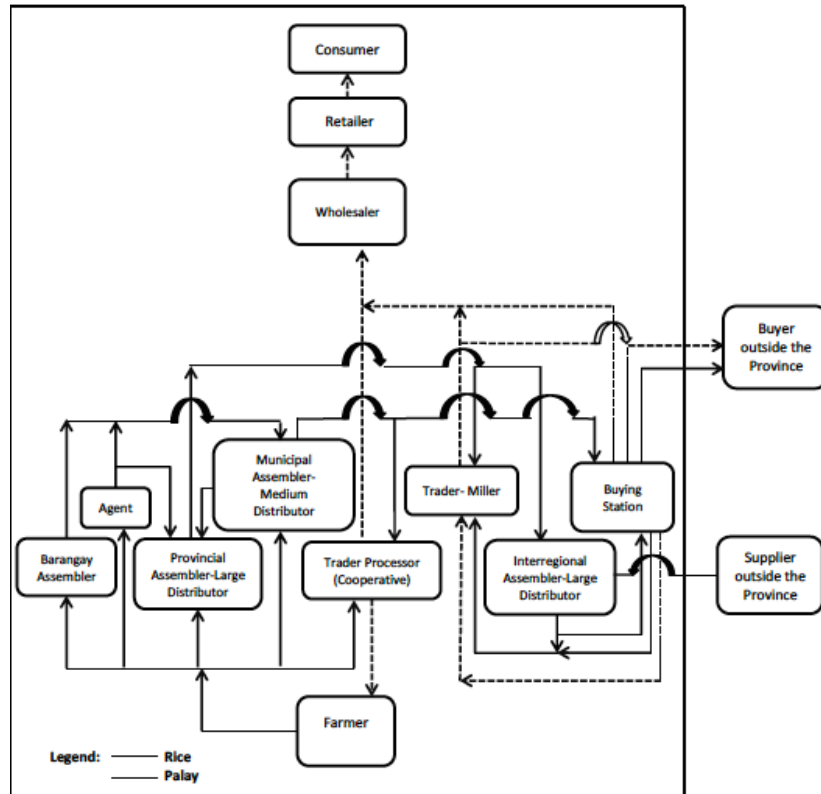 Consumer
Retailer
Wholesaler
Buyer
outside the
Province
Municipal
Assembler-
Medium
Distributor
Agent
Trader- Miller
Buying
Station
Barangay
Assembler
Provincial
Assembler-Large
Distributor
Trader Processor
(Cooperative)
Interregional
Assembler-Large
Distributor
Supplier
outside the
Province
Farmer
Legend: Rice
Palay